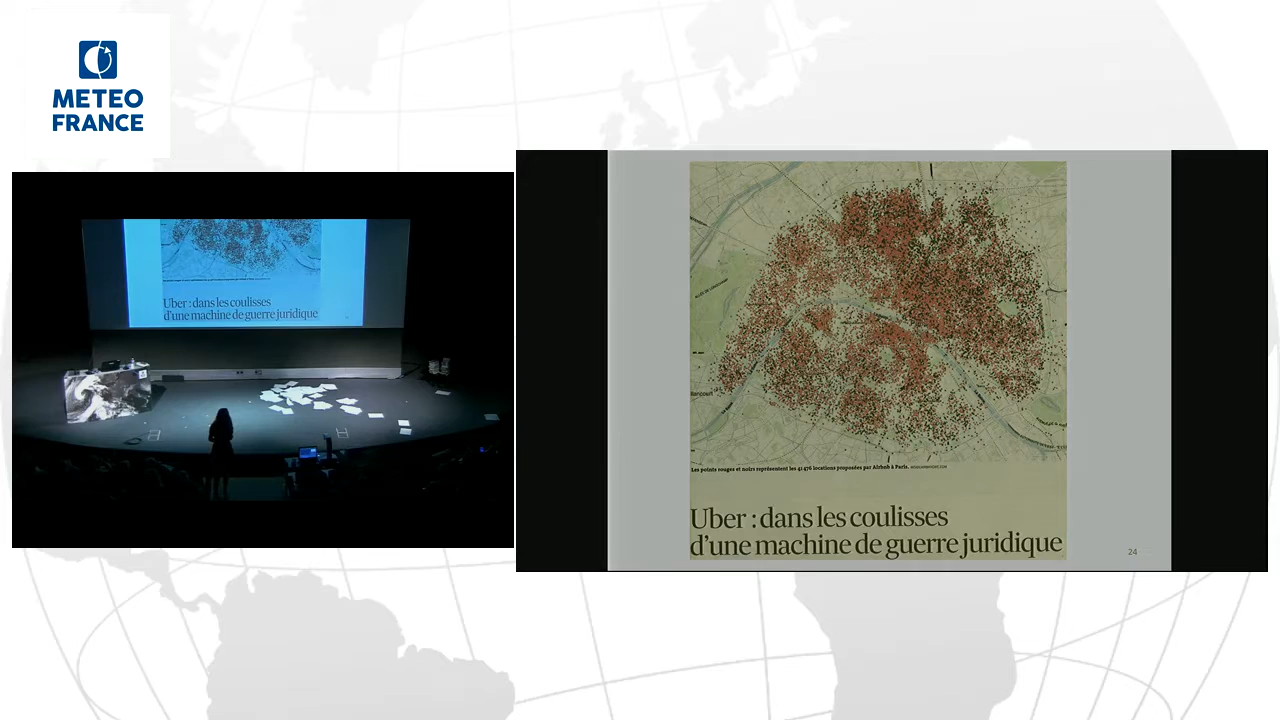 METEO
FRANCE
Uber : dans les coulisses
d'une machine de guerre juridique
Les points rouges et noirs représentent les 41 476 locations proposées par Airbnb à Paris.
Uber : dans les coulisses
d'une machine de guerre juridique
24